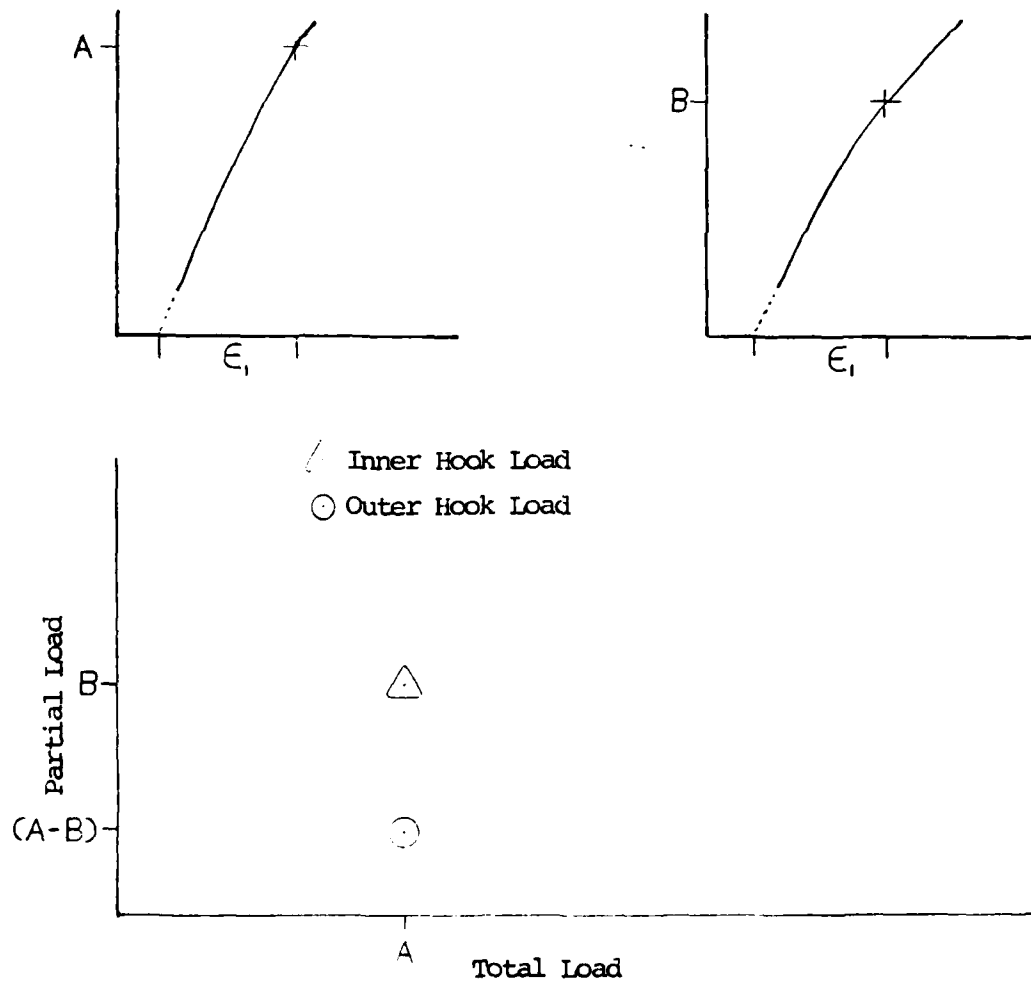 A
B
ϵ₁
ϵ₁
Inner Hook Load
Outer Hook Load
Partial Load
B
(A-B)
A
Total Load